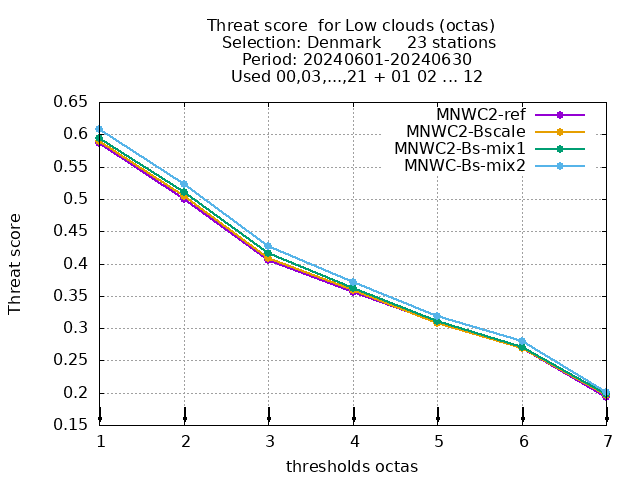 Threat score  for Low clouds (octas)
Selection: Denmark     23 stations
Period: 20240601-20240630
Used 00,03,...,21 + 01 02 ... 12
0.65
0.6
0.55
0.5
0.45
0.4
0.35
0.3
0.25
0.2
0.15
Threat score
MNWC2-ref
MNWC2-Bscale
MNWC2-Bs-mix1
MNWC-Bs-mix2
1 2 3 4 5 6 7
thresholds octas